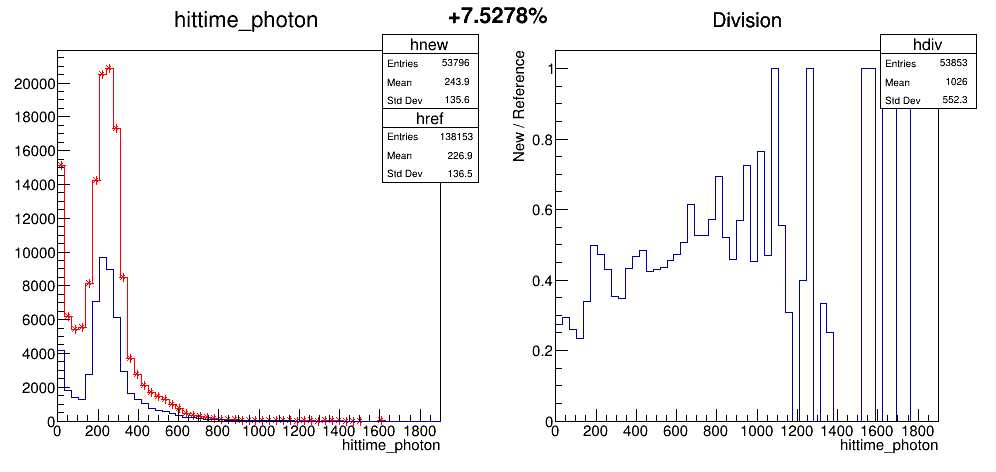 +7.5278%
hittime_photon
hnew
Entries 53796
Mean 243.9
Std Dev 135.6
href
Entries 138153
Mean 226.9
Std Dev 136.5
20000
18000
16000
14000
12000
10000
8000
6000
4000
2000
0
0 200 400 600 800 1000 1200 1400 1600 1800
hittime_photon
Division
hdiv
Entries 53853
Mean 1026
Std Dev 552.3
New / Reference
1
0.8
0.6
0.4
0.2
0
0 200 400 600 800 1000 1200 1400 1600 1800
hittime_photon